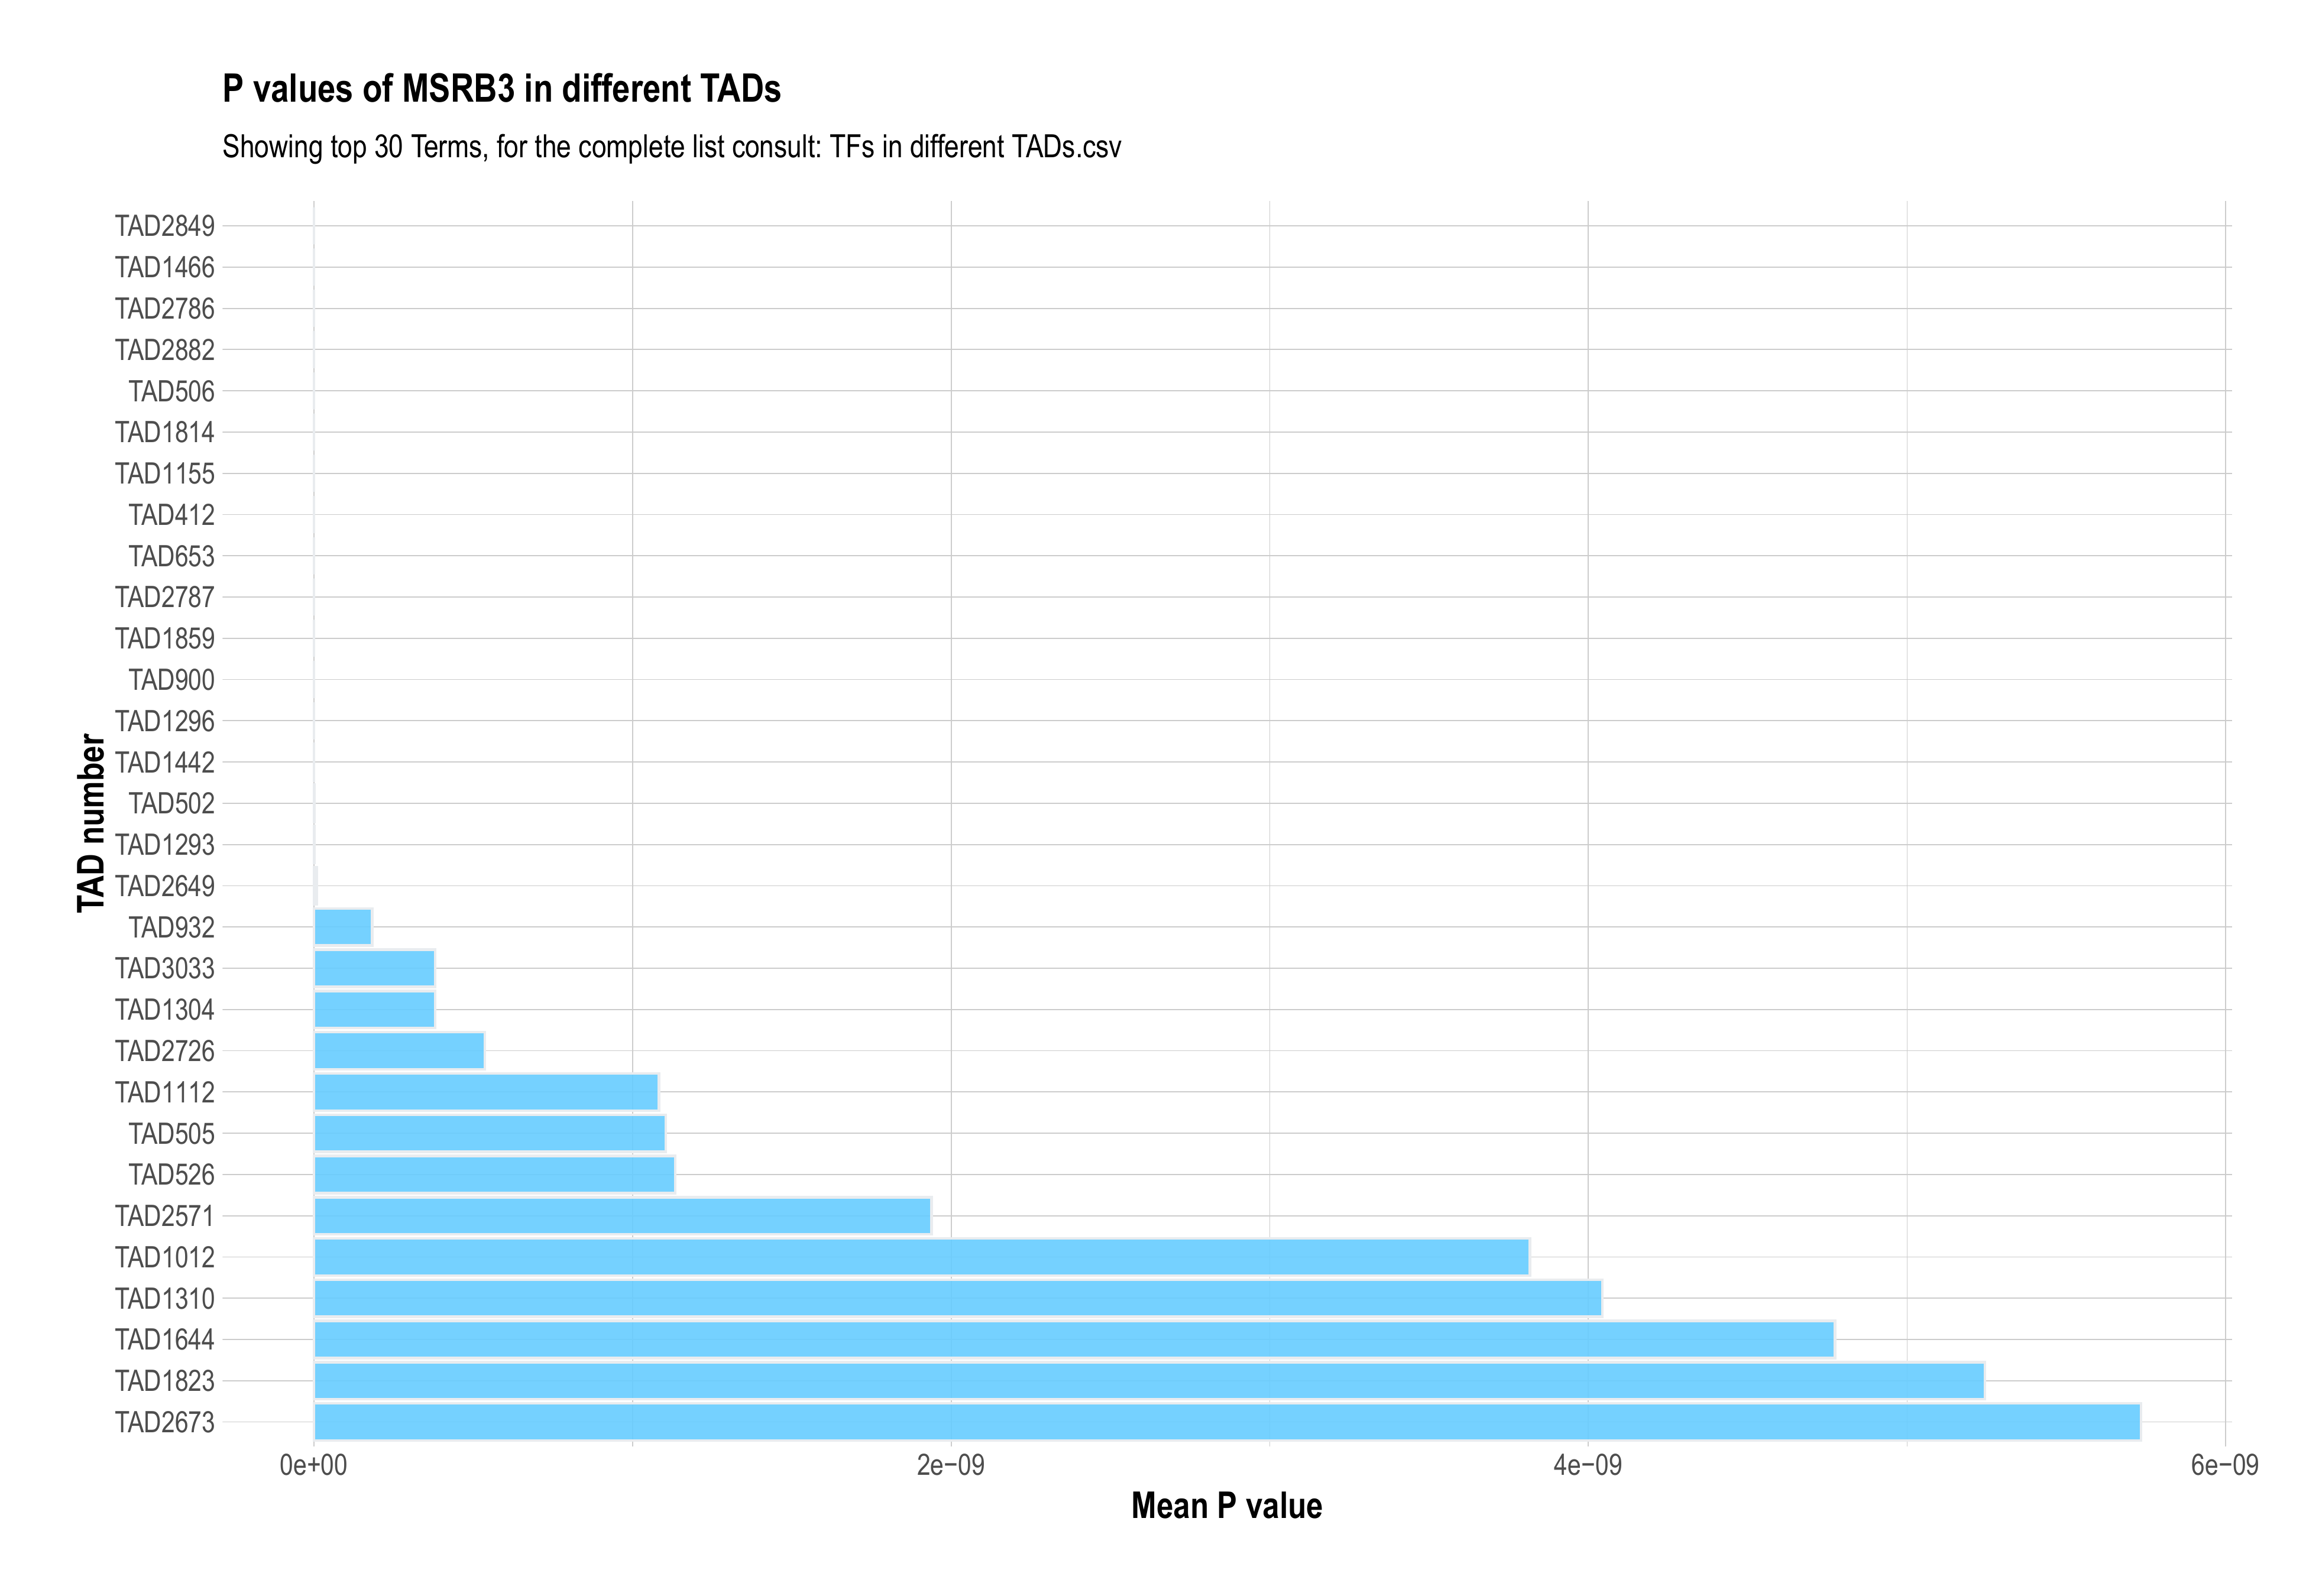 P values of MSRB3 in different TADs
Showing top 30 Terms, for the complete list consult: TFs in different TADs.csv
TAD number
TAD2849
TAD1466
TAD2786
TAD2882
TAD506
TAD1814
TAD1155
TAD412
TAD653
TAD2787
TAD1859
TAD900
TAD1296
TAD1442
TAD502
TAD1293
TAD2649
TAD932
TAD3033
TAD1304
TAD2726
TAD1112
TAD505
TAD526
TAD2571
TAD1012
TAD1310
TAD1644
TAD1823
TAD2673
0e+00 2e−09 4e−09 6e−09
Mean P value